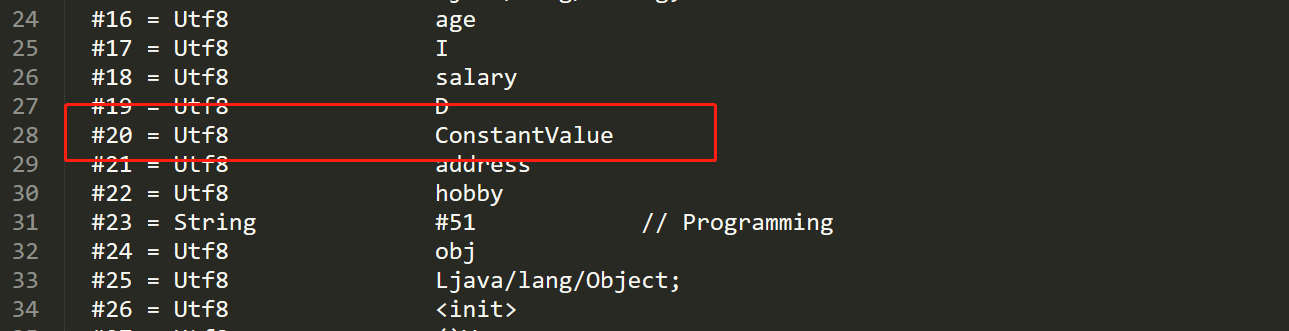 24 #16 = Utf8 age
25 #17 = Utf8 I
26 #18 = Utf8 salary
27 #19 = Utf8 D
28 #20 = Utf8 ConstantValue
29 #21 = Utf8 address
30 #22 = Utf8 hobby
31 #23 = String #51 // Programming
32 #24 = Utf8 obj
33 #25 = Utf8 Ljava/lang/Object;
34 #26 = Utf8 <init>